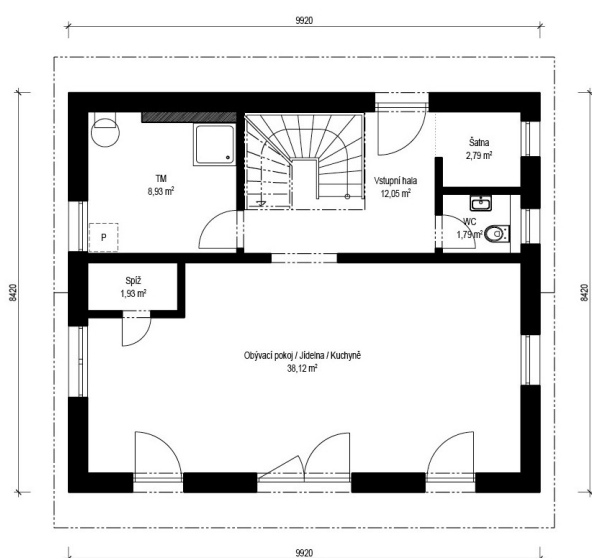 9920
8420
8420
TM
8,93 m²
Vstupní hala
12,05 m²
Šatna
2,79 m²
WC
1,79 m²
P
Spíž
1,93 m²
Obývací pokoj / Jídelna / Kuchyně
38,12 m²
9920